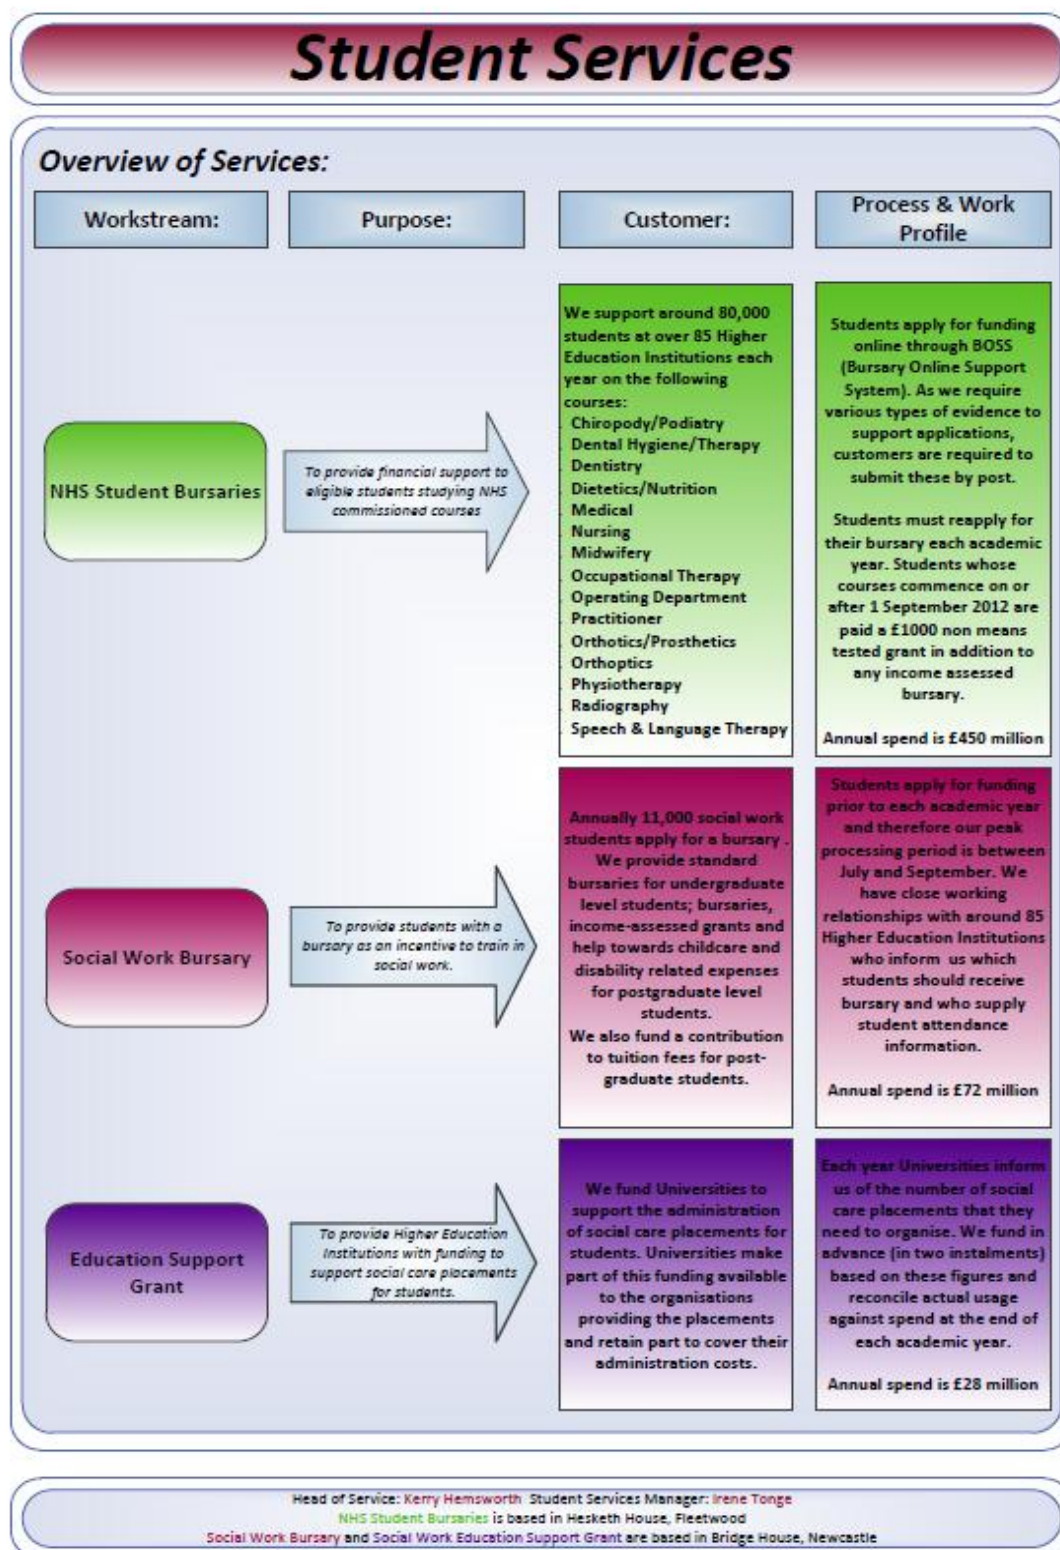 Student Services
Overview of Services:
Workstream:
Purpose:
Customer:
Process & Work
Profile
NHS Student Bursaries
To provide financial support to
eligible students studying NHS
commissioned courses
We support around 80,000
students at over 85 Higher
Education Institutions each
year on the following
courses:
. Chiropody/Podiatry
. Dental Hygiene/Therapy
. Dentistry
. Dietetics/Nutrition
. Medical
. Nursing
. Midwifery
. Occupational Therapy
. Operating Department
Practitioner
. Orthotics/Prosthetics
. Orthoptics
. Physiotherapy
. Radiography
. Speech & Language Therapy
Students apply for funding
online through BOSS
(Bursary Online Support
System). As we require
various types of evidence to
support applications,
customers are required to
submit these by post.
Students must reapply for
their bursary each academic
year. Students whose
courses commence on or
after 1 September 2012 are
paid a £1000 non means
tested grant in addition to
any income assessed
bursary.
Annual spend is £450 million
Social Work Bursary
To provide students with a
bursary as an incentive to train in
social work.
Annually 11,000 social work
students apply for a bursary .
We provide standard
bursaries for undergraduate
level students; bursaries,
income-assessed grants and
help towards childcare and
disability related expenses
for postgraduate level
students.
We also fund a contribution
to tuition fees for post-
graduate students.
Students apply for funding
prior to each academic year
and therefore our peak
processing period is between
July and September. We
have close working
relationships with around 85
Higher Education Institutions
who inform us which
students should receive
bursary and who supply
student attendance
information.
Annual spend is £72 million
Education Support
Grant
To provide Higher Education
Institutions with funding to
support social care placements
for students.
We fund Universities to
support the administration
of social care placements for
students. Universities make
part of this funding available
to the organisations
providing the placements
and retain part to cover their
administration costs.
Each year Universities inform
us of the number of social
care placements that they
need to organise. We fund in
advance (in two instalments)
based on these figures and
reconcile actual usage
against spend at the end of
each academic year.
Annual spend is £28 million
Head of Service: Kerry Hemsworth Student Services Manager: Irene Tonge
NHS Student Bursaries is based in Hesketh House, Fleetwood
Social Work Bursary and Social Work Education Support Grant are based in Bridge House, Newcastle